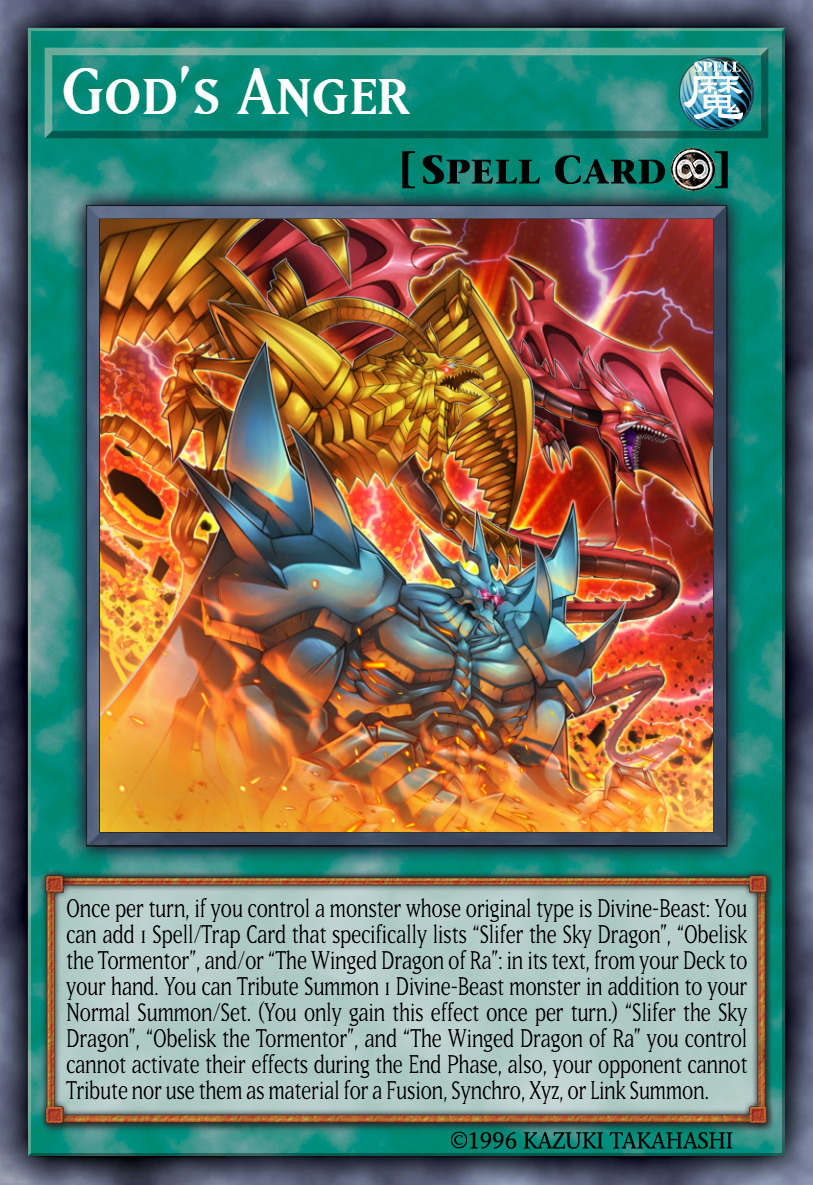 God's Anger
SPELL
魔
[Spell Card]
Once per turn, if you control a monster whose original type is Divine-Beast: You
can add 1 Spell/Trap Card that specifically lists “Slifer the Sky Dragon”, “Obelisk
the Tormentor”, and/or “The Winged Dragon of Ra”: in its text, from your Deck to
your hand. You can Tribute Summon 1 Divine-Beast monster in addition to your
Normal Summon/Set. (You only gain this effect once per turn.) “Slifer the Sky
Dragon”, “Obelisk the Tormentor”, and “The Winged Dragon of Ra” you control
cannot activate their effects during the End Phase, also, your opponent cannot
Tribute nor use them as material for a Fusion, Synchro, Xyz, or Link Summon.
©1996 KAZUKI TAKAHASHI